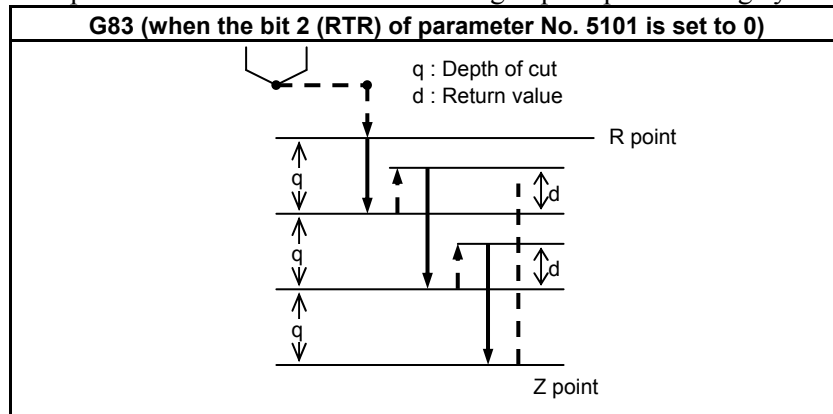 G83 (when the bit 2 (RTR) of parameter No. 5101 is set to 0)
q : Depth of cut
d : Return value
R point
q
d
q
d
q
Z point